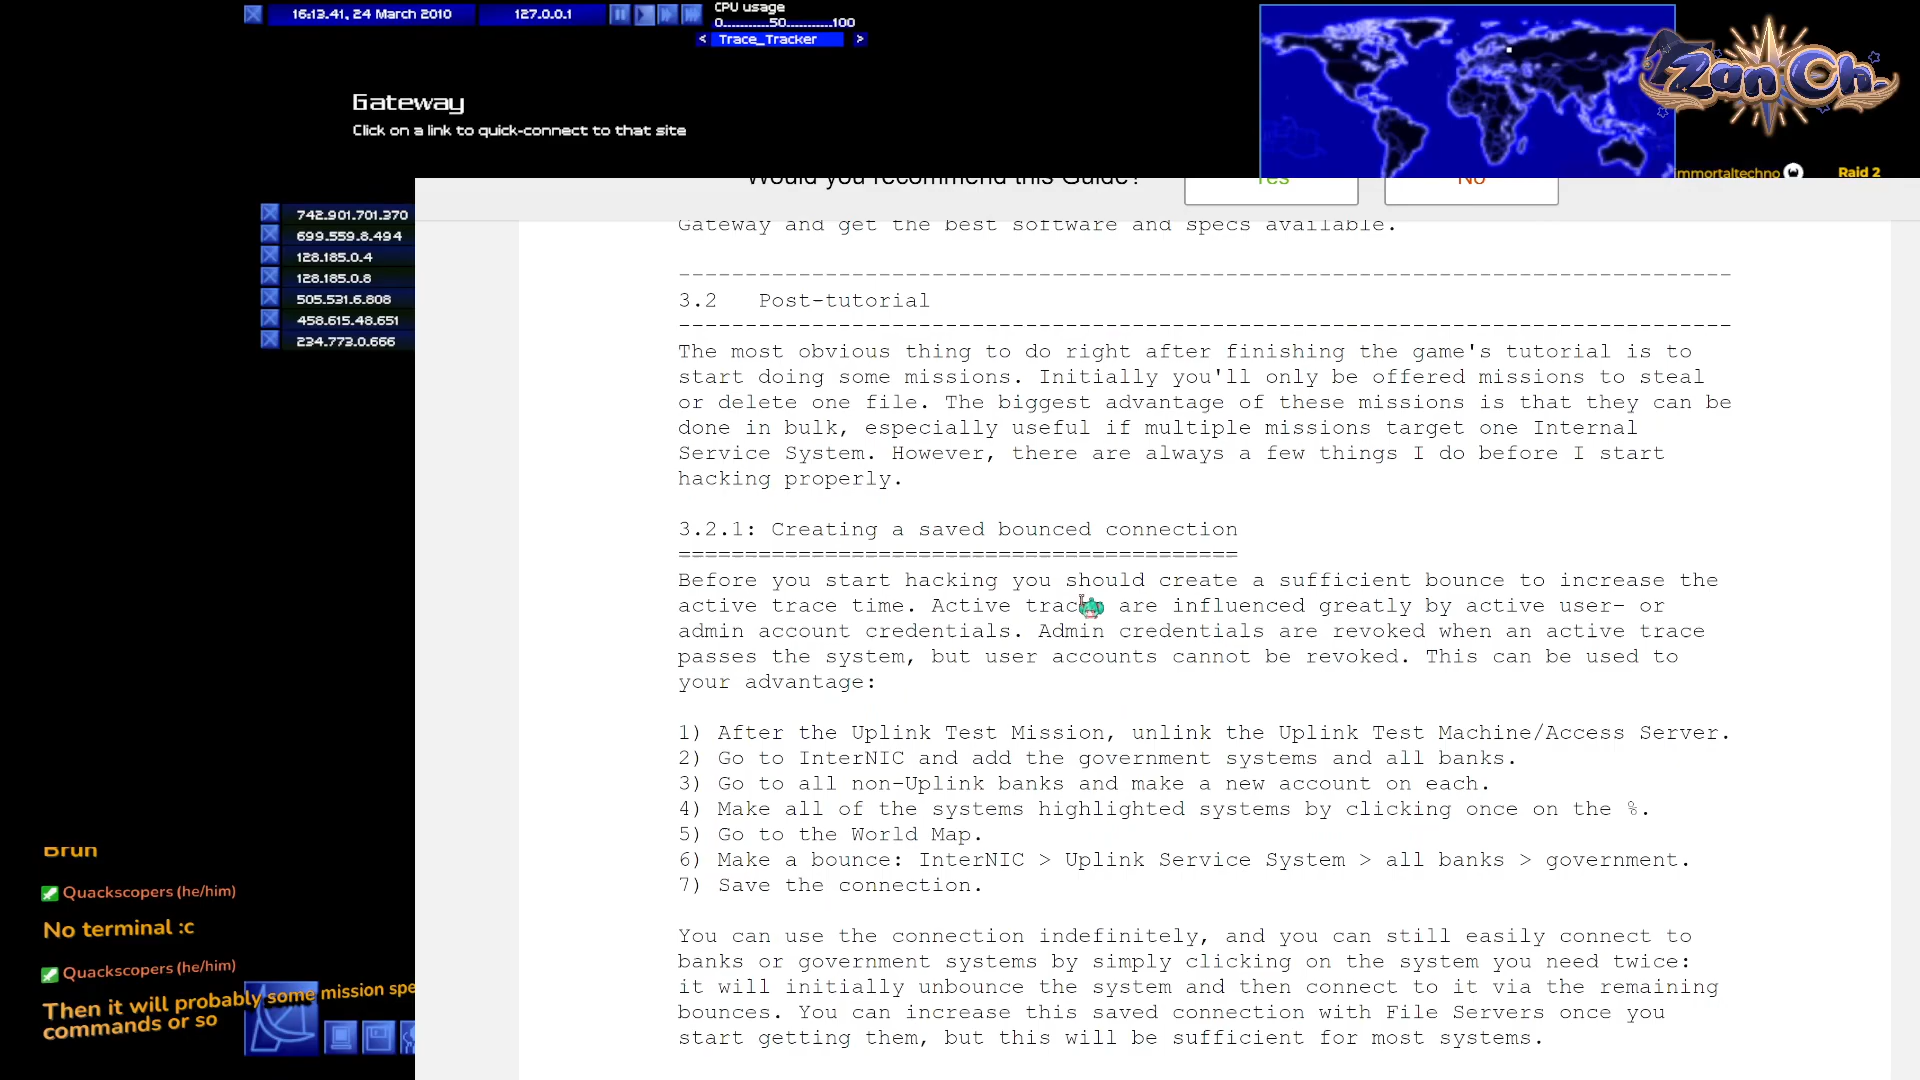 16:13.41, 24 March 2010
127.0.0.1
CPU usage
0..........50..........100
< Trace_Tracker >
Gateway
Click on a link to quick-connect to that site
Zan Ch.
mmortaltechno
Raid 2
Would you recommend this Guide?
Yes
No
742.901.701.370
699.559.8.494
128.185.0.4
128.185.0.8
505.531.6.808
458.615.48.651
234.773.0.666
Gateway and get the best software and specs available.
-------------------------------------------------------------------------------
3.2   Post-tutorial
-------------------------------------------------------------------------------
The most obvious thing to do right after finishing the game's tutorial is to
start doing some missions. Initially you'll only be offered missions to steal
or delete one file. The biggest advantage of these missions is that they can be
done in bulk, especially useful if multiple missions target one Internal
Service System. However, there are always a few things I do before I start
hacking properly.
3.2.1: Creating a saved bounced connection
==========================================
Before you start hacking you should create a sufficient bounce to increase the
active trace time. Active traces are influenced greatly by active user- or
admin account credentials. Admin credentials are revoked when an active trace
passes the system, but user accounts cannot be revoked. This can be used to
your advantage:
1) After the Uplink Test Mission, unlink the Uplink Test Machine/Access Server.
2) Go to InterNIC and add the government systems and all banks.
3) Go to all non-Uplink banks and make a new account on each.
4) Make all of the systems highlighted systems by clicking once on the %.
5) Go to the World Map.
6) Make a bounce: InterNIC > Uplink Service System > all banks > government.
7) Save the connection.
You can use the connection indefinitely, and you can still easily connect to
banks or government systems by simply clicking on the system you need twice:
it will initially unbounce the system and then connect to it via the remaining
bounces. You can increase this saved connection with File Servers once you
start getting them, but this will be sufficient for most systems.
Bruh
Quackscopers (he/him)
No terminal :c
Quackscopers (he/him)
Then it will probably some mission spe
commands or so